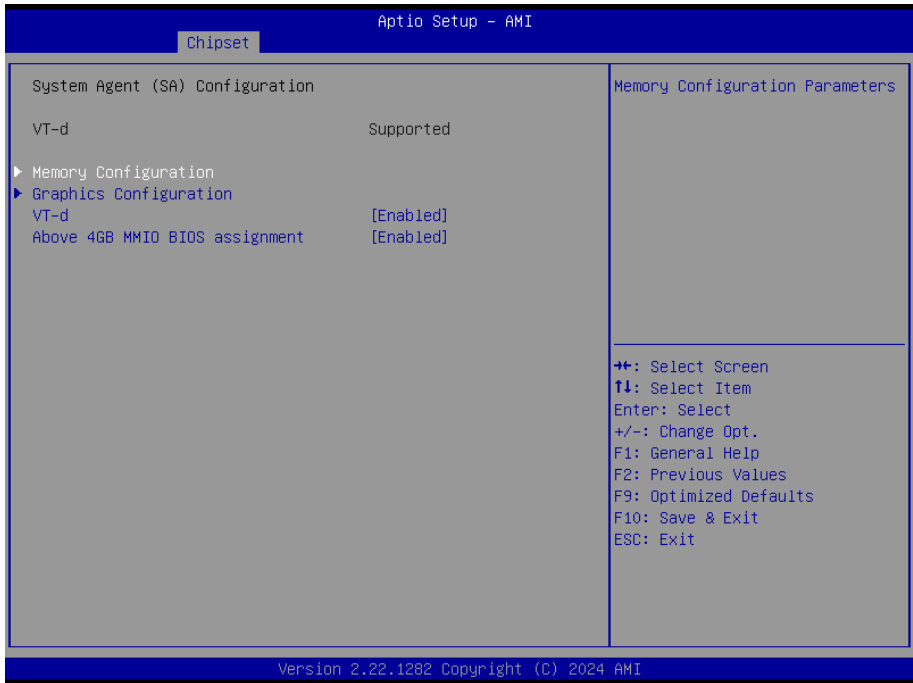 Aptio Setup – AMI
Chipset
System Agent (SA) Configuration
VT-d Supported
Memory Configuration
Graphics Configuration
VT-d [Enabled]
Above 4GB MMIO BIOS assignment [Enabled]
Memory Configuration Parameters
→←: Select Screen
↑↓: Select Item
Enter: Select
+/-: Change Opt.
F1: General Help
F2: Previous Values
F9: Optimized Defaults
F10: Save & Exit
ESC: Exit
Version 2.22.1282 Copyright (C) 2024 AMI